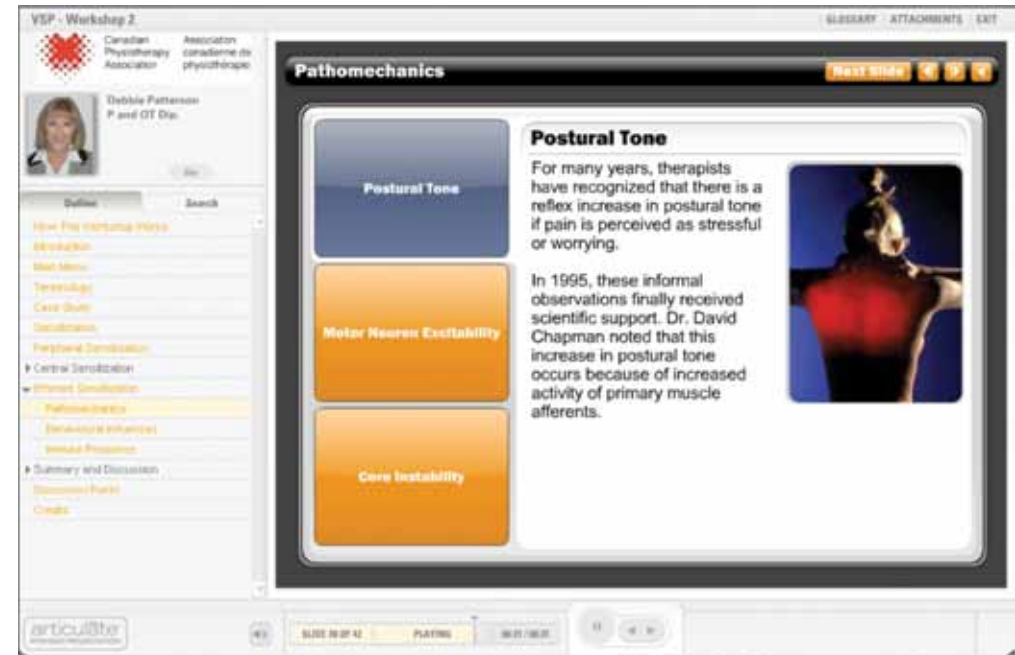 VSP - Workshop 2
GLOSSARY ATTACHMENTS EXIT
Canadian Physiotherapy Association
Association canadienne de physiothérapie
Debbie Patterson
P and OT Dip.
Bio
Outline Search
How This Workshop Works
Introduction
Main Menu
Terminology
Case Study
Sensitization
Peripheral Sensitization
Central Sensitization
Efferent Sensitization
Pathomechanics
Behavioural Influences
Immune Response
Summary and Discussion
Discussion Points
Credits
Pathomechanics
Next Slide
Postural Tone
Motor Neuron Excitability
Core Instability
Postural Tone
For many years, therapists
have recognized that there is a
reflex increase in postural tone
if pain is perceived as stressful
or worrying.
In 1995, these informal
observations finally received
scientific support. Dr. David
Chapman noted that this
increase in postural tone
occurs because of increased
activity of primary muscle
afferents.
articulate
PLAYING